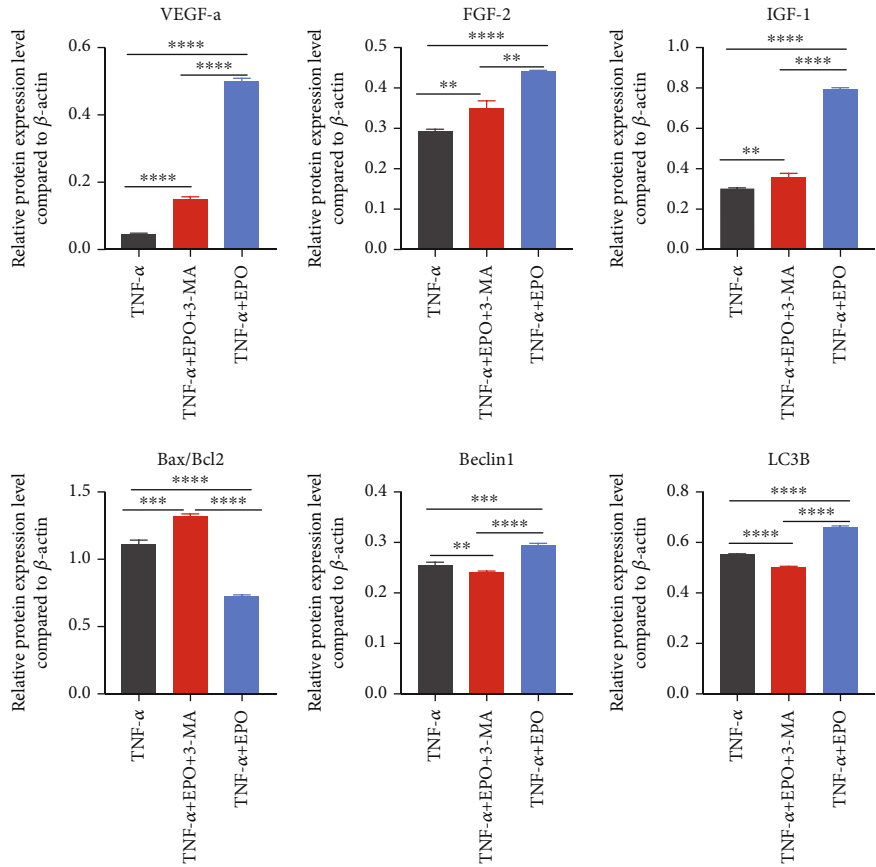 VEGF-a
Relative protein expression level
compared to β-actin
0.6
0.4
0.2
0.0
****
****
****
TNF-α
TNF-α+EPO+3-MA
TNF-α+EPO
FGF-2
Relative protein expression level
compared to β-actin
0.5
0.4
0.3
0.2
0.1
0.0
****
**
**
TNF-α
TNF-α+EPO+3-MA
TNF-α+EPO
IGF-1
Relative protein expression level
compared to β-actin
1.0
0.8
0.6
0.4
0.2
0.0
****
****
**
TNF-α
TNF-α+EPO+3-MA
TNF-α+EPO
Bax/Bcl2
Relative protein expression level
compared to β-actin
1.5
1.0
0.5
0.0
****
*** ****
TNF-α
TNF-α+EPO+3-MA
TNF-α+EPO
Beclin1
Relative protein expression level
compared to β-actin
0.4
0.3
0.2
0.1
0.0
***
****
**
TNF-α
TNF-α+EPO+3-MA
TNF-α+EPO
LC3B
Relative protein expression level
compared to β-actin
0.8
0.6
0.4
0.2
0.0
****
****
****
TNF-α
TNF-α+EPO+3-MA
TNF-α+EPO